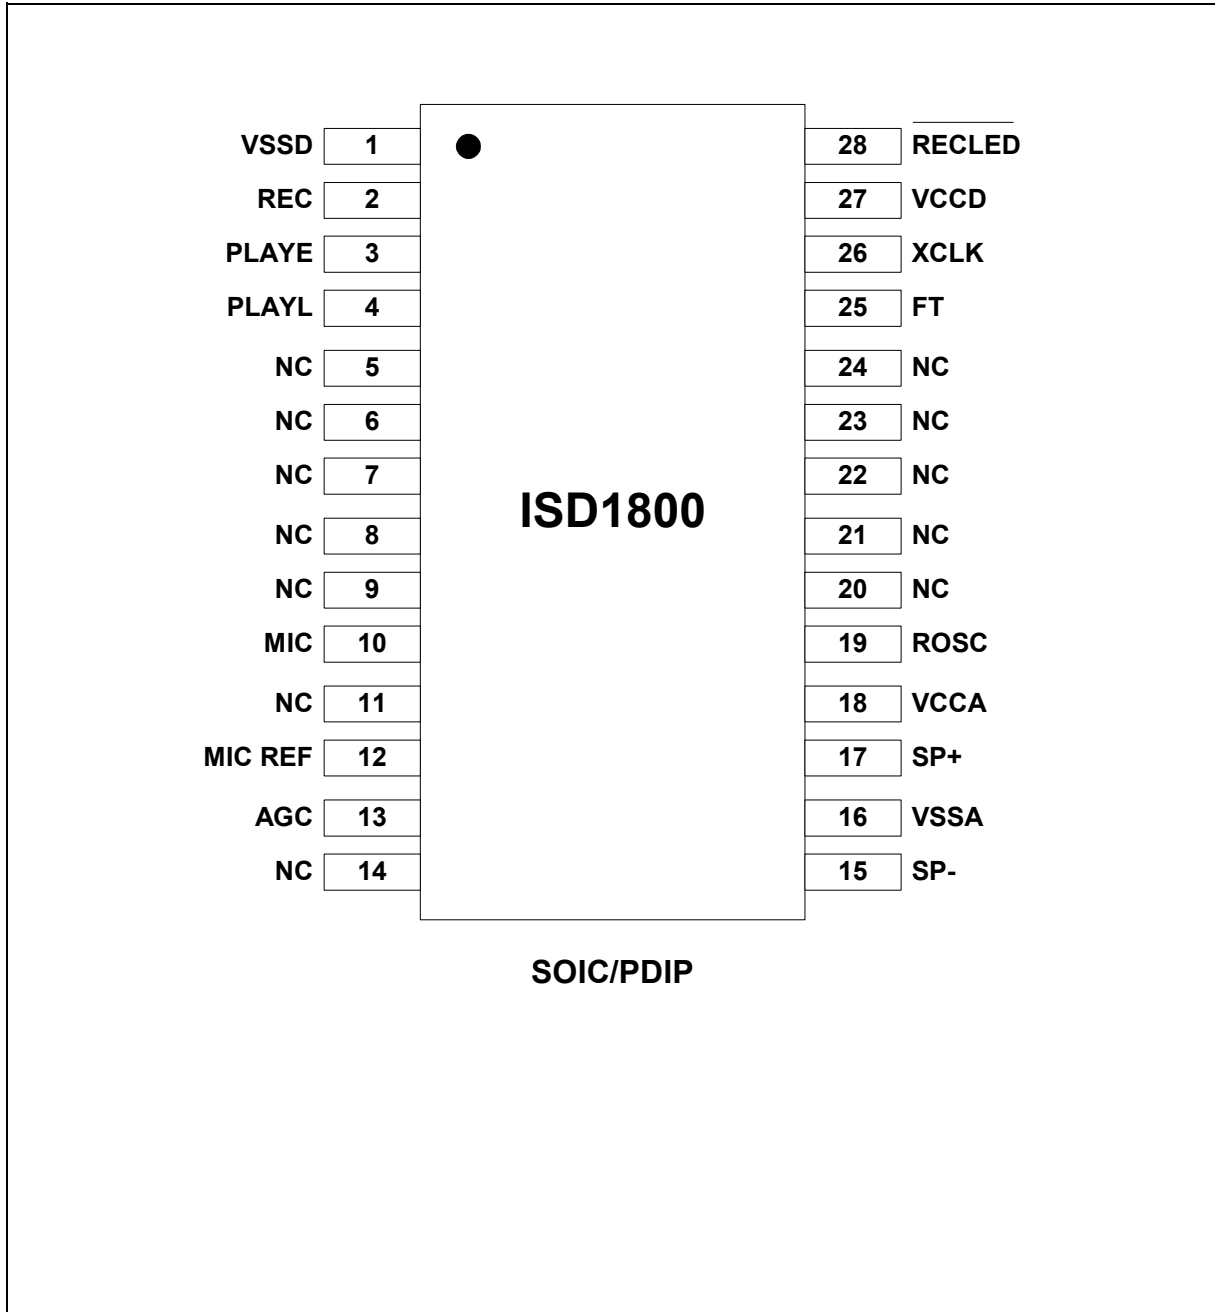 VSSD 1 28 RECLED
REC 2 27 VCCD
PLAYE 3 26 XCLK
PLAYL 4 25 FT
NC 5 24 NC
NC 6 23 NC
NC 7 22 NC
ISD1800
NC 8 21 NC
NC 9 20 NC
MIC 10 19 ROSC
NC 11 18 VCCA
MIC REF 12 17 SP+
AGC 13 16 VSSA
NC 14 15 SP-
SOIC/PDIP